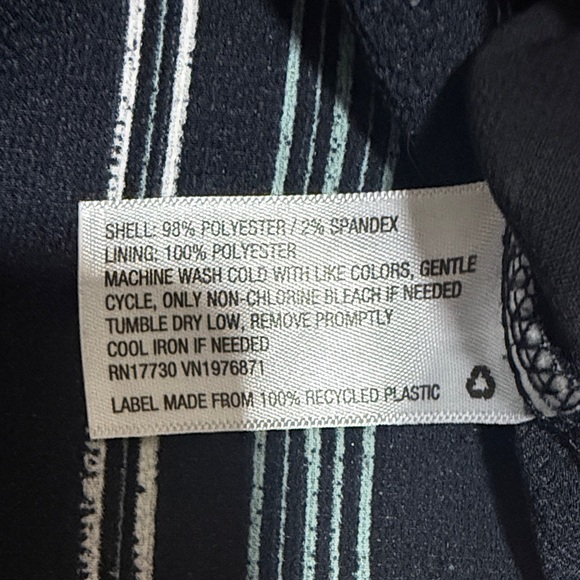 SHELL: 98% POLYESTER / 2% SPANDEX
LINING: 100% POLYESTER
MACHINE WASH COLD WITH LIKE COLORS, GENTLE
CYCLE, ONLY NON-CHLORINE BLEACH IF NEEDED
TUMBLE DRY LOW, REMOVE PROMPTLY
COOL IRON IF NEEDED
RN17730 VN1976871
LABEL MADE FROM 100% RECYCLED PLASTIC